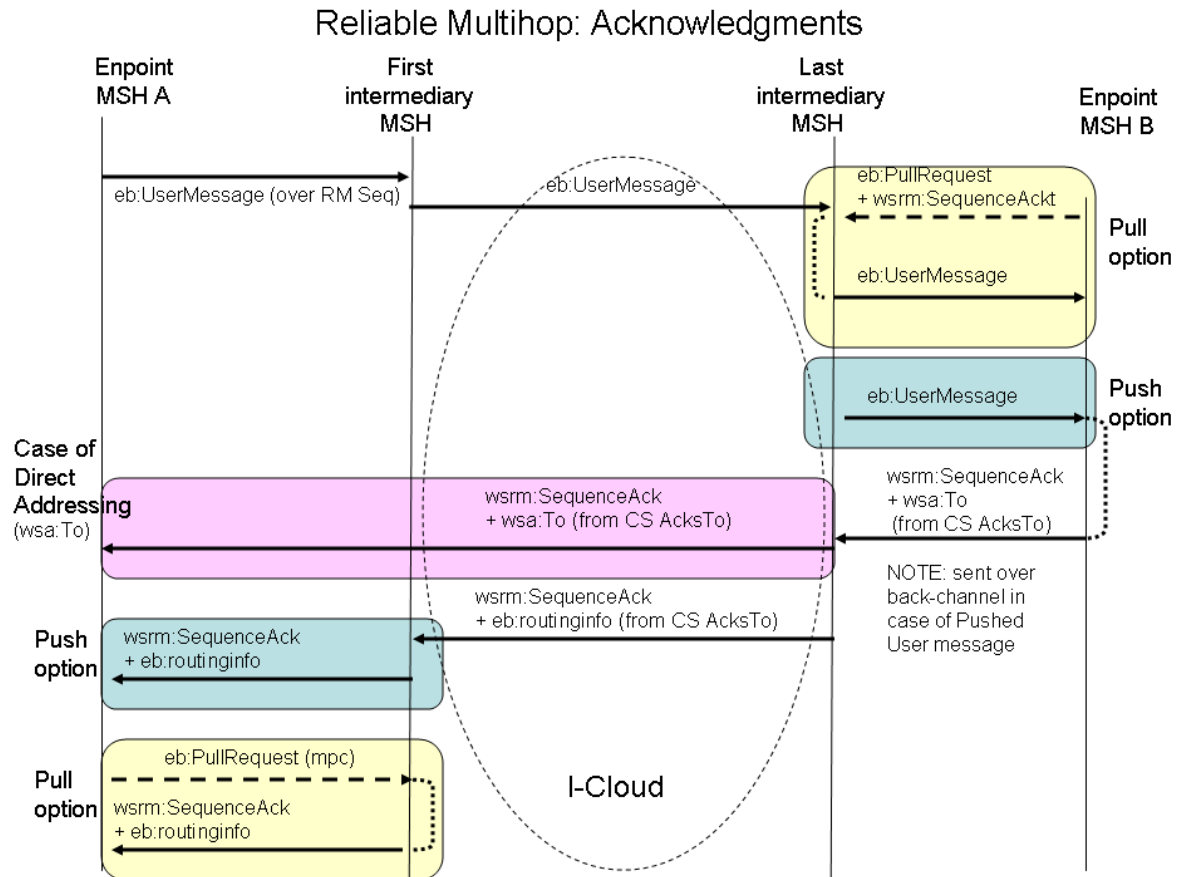 Reliable Multihop: Acknowledgments
Enpoint
MSH A
First
intermediary
MSH
Last
intermediary
MSH
Enpoint
MSH B
eb:UserMessage (over RM Seq)
eb:UserMessage
eb:PullRequest
+ wsrm:SequenceAckt
Pull
option
eb:UserMessage
eb:UserMessage
Push
option
Case of
Direct
Addressing
(wsa:To)
wsrm:SequenceAck
+ wsa:To (from CS AcksTo)
wsrm:SequenceAck
+ wsa:To
(from CS AcksTo)
NOTE: sent over
back-channel in
case of Pushed
User message
wsrm:SequenceAck
+ eb:routinginfo (from CS AcksTo)
Push
option
wsrm:SequenceAck
+ eb:routinginfo
Pull
option
eb:PullRequest (mpc)
wsrm:SequenceAck
+ eb:routinginfo
I-Cloud